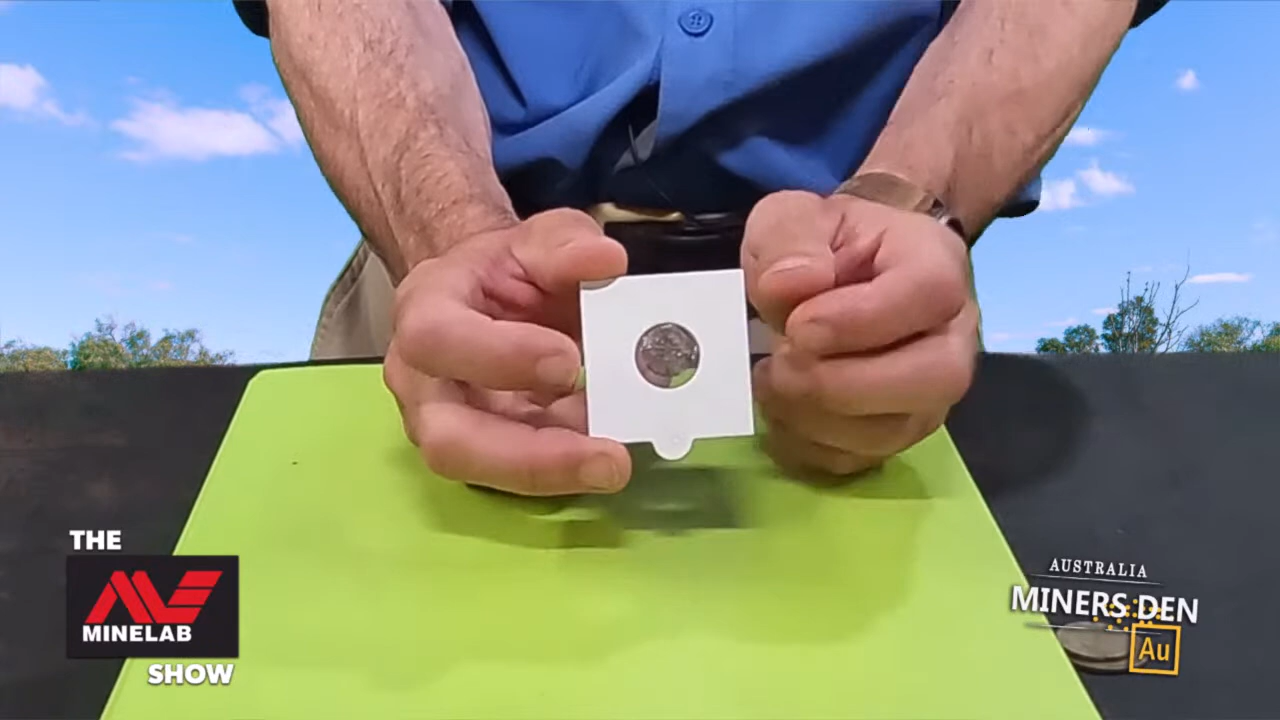 THE
MINELAB
SHOW
AUSTRALIA
MINERS DEN
Au